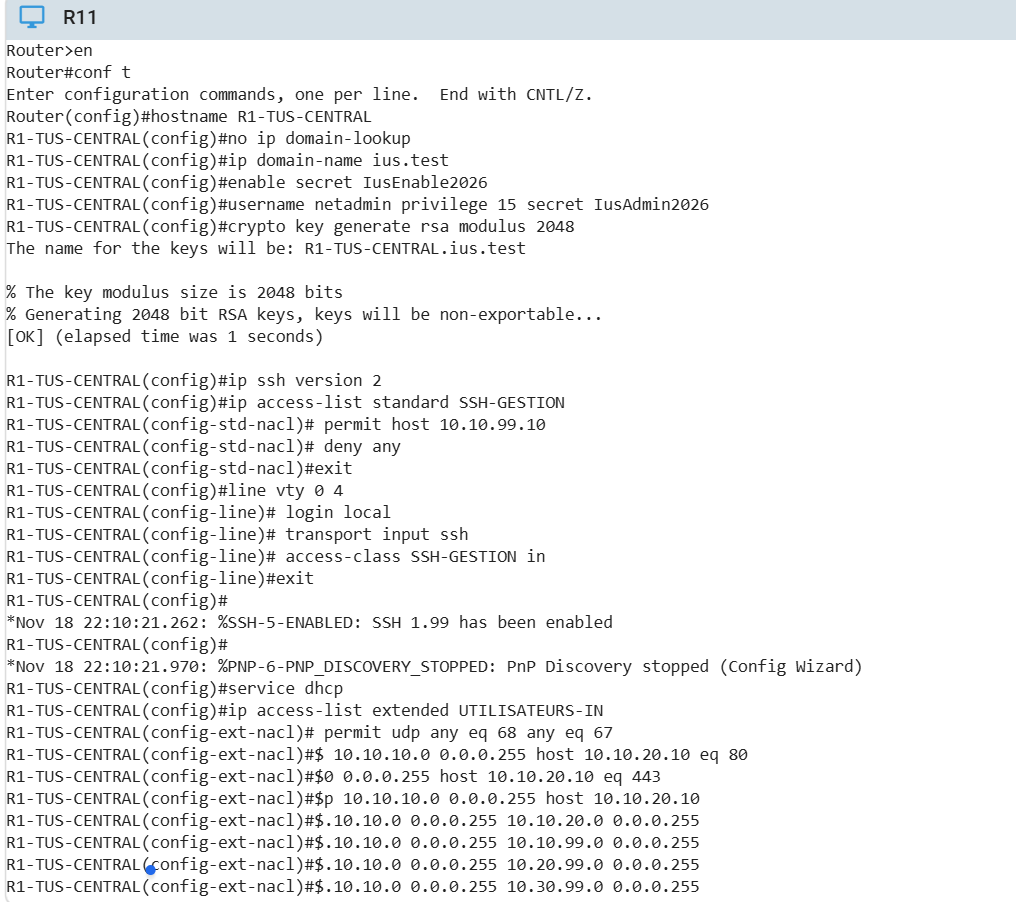 R11
Router>en
Router#conf t
Enter configuration commands, one per line.  End with CNTL/Z.
Router(config)#hostname R1-TUS-CENTRAL
R1-TUS-CENTRAL(config)#no ip domain-lookup
R1-TUS-CENTRAL(config)#ip domain-name ius.test
R1-TUS-CENTRAL(config)#enable secret IusEnable2026
R1-TUS-CENTRAL(config)#username netadmin privilege 15 secret IusAdmin2026
R1-TUS-CENTRAL(config)#crypto key generate rsa modulus 2048
The name for the keys will be: R1-TUS-CENTRAL.ius.test
% The key modulus size is 2048 bits
% Generating 2048 bit RSA keys, keys will be non-exportable...
[OK] (elapsed time was 1 seconds)
R1-TUS-CENTRAL(config)#ip ssh version 2
R1-TUS-CENTRAL(config)#ip access-list standard SSH-GESTION
R1-TUS-CENTRAL(config-std-nacl)# permit host 10.10.99.10
R1-TUS-CENTRAL(config-std-nacl)# deny any
R1-TUS-CENTRAL(config-std-nacl)#exit
R1-TUS-CENTRAL(config)#line vty 0 4
R1-TUS-CENTRAL(config-line)# login local
R1-TUS-CENTRAL(config-line)# transport input ssh
R1-TUS-CENTRAL(config-line)# access-class SSH-GESTION in
R1-TUS-CENTRAL(config-line)#exit
R1-TUS-CENTRAL(config)#
*Nov 18 22:10:21.262: %SSH-5-ENABLED: SSH 1.99 has been enabled
R1-TUS-CENTRAL(config)#
*Nov 18 22:10:21.970: %PNP-6-PNP_DISCOVERY_STOPPED: PnP Discovery stopped (Config Wizard)
R1-TUS-CENTRAL(config)#service dhcp
R1-TUS-CENTRAL(config)#ip access-list extended UTILISATEURS-IN
R1-TUS-CENTRAL(config-ext-nacl)# permit udp any eq 68 any eq 67
R1-TUS-CENTRAL(config-ext-nacl)#$ 10.10.10.0 0.0.0.255 host 10.10.20.10 eq 80
R1-TUS-CENTRAL(config-ext-nacl)#$0 0.0.0.255 host 10.10.20.10 eq 443
R1-TUS-CENTRAL(config-ext-nacl)#$p 10.10.10.0 0.0.0.255 host 10.10.20.10
R1-TUS-CENTRAL(config-ext-nacl)#$.10.10.0 0.0.0.255 10.10.20.0 0.0.0.255
R1-TUS-CENTRAL(config-ext-nacl)#$.10.10.0 0.0.0.255 10.10.99.0 0.0.0.255
R1-TUS-CENTRAL(config-ext-nacl)#$.10.10.0 0.0.0.255 10.20.99.0 0.0.0.255
R1-TUS-CENTRAL(config-ext-nacl)#$.10.10.0 0.0.0.255 10.30.99.0 0.0.0.255